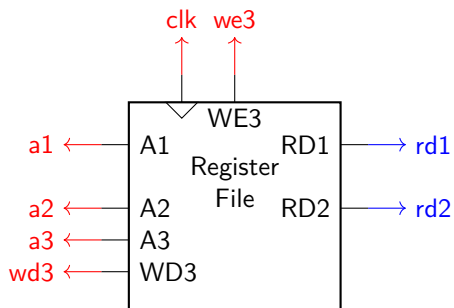 clk we3
WE3
a1 A1 RD1 rd1
Register
File
a2 A2 RD2 rd2
a3 A3
wd3 WD3